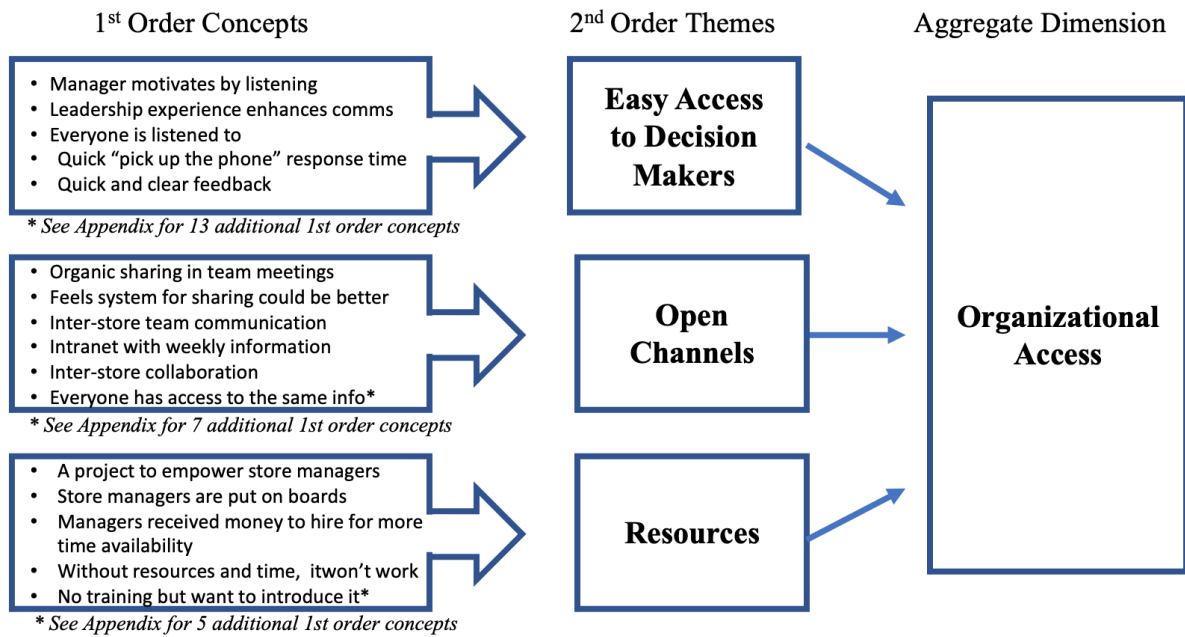 1st Order Concepts
2nd Order Themes
Aggregate Dimension
• Manager motivates by listening
• Leadership experience enhances comms
• Everyone is listened to
• Quick “pick up the phone” response time
• Quick and clear feedback
* See Appendix for 13 additional 1st order concepts
Easy Access
to Decision
Makers
• Organic sharing in team meetings
• Feels system for sharing could be better
• Inter-store team communication
• Intranet with weekly information
• Inter-store collaboration
• Everyone has access to the same info*
* See Appendix for 7 additional 1st order concepts
Open
Channels
• A project to empower store managers
• Store managers are put on boards
• Managers received money to hire for more
time availability
• Without resources and time, itwon’t work
• No training but want to introduce it*
* See Appendix for 5 additional 1st order concepts
Resources
Organizational
Access